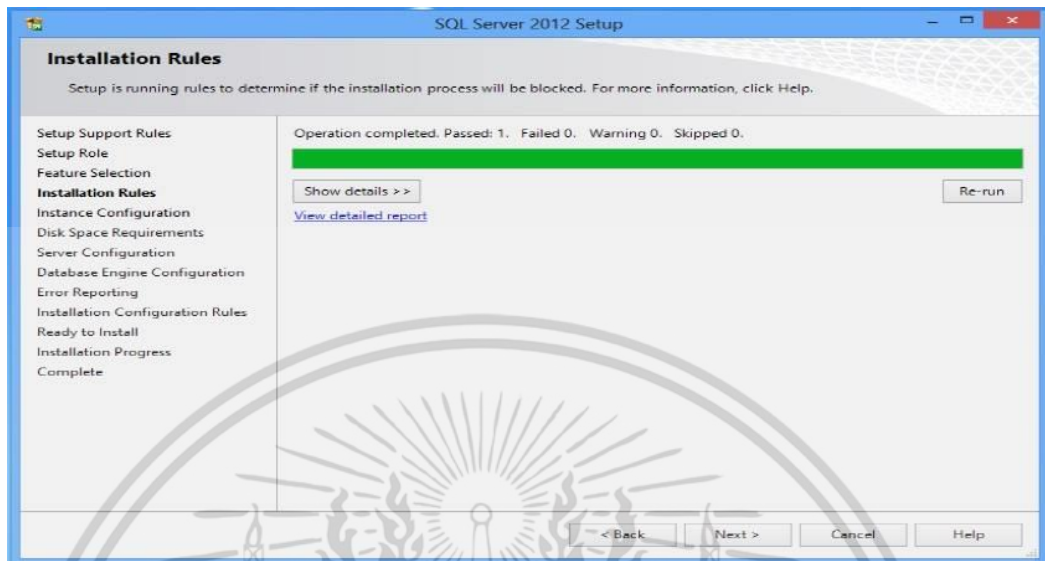 SQL Server 2012 Setup
Installation Rules
Setup is running rules to determine if the installation process will be blocked. For more information, click Help.
Setup Support Rules
Setup Role
Feature Selection
Installation Rules
Instance Configuration
Disk Space Requirements
Server Configuration
Database Engine Configuration
Error Reporting
Installation Configuration Rules
Ready to Install
Installation Progress
Complete
Operation completed. Passed: 1. Failed 0. Warning 0. Skipped 0.
Show details >>
Re-run
View detailed report
< Back
Next >
Cancel
Help